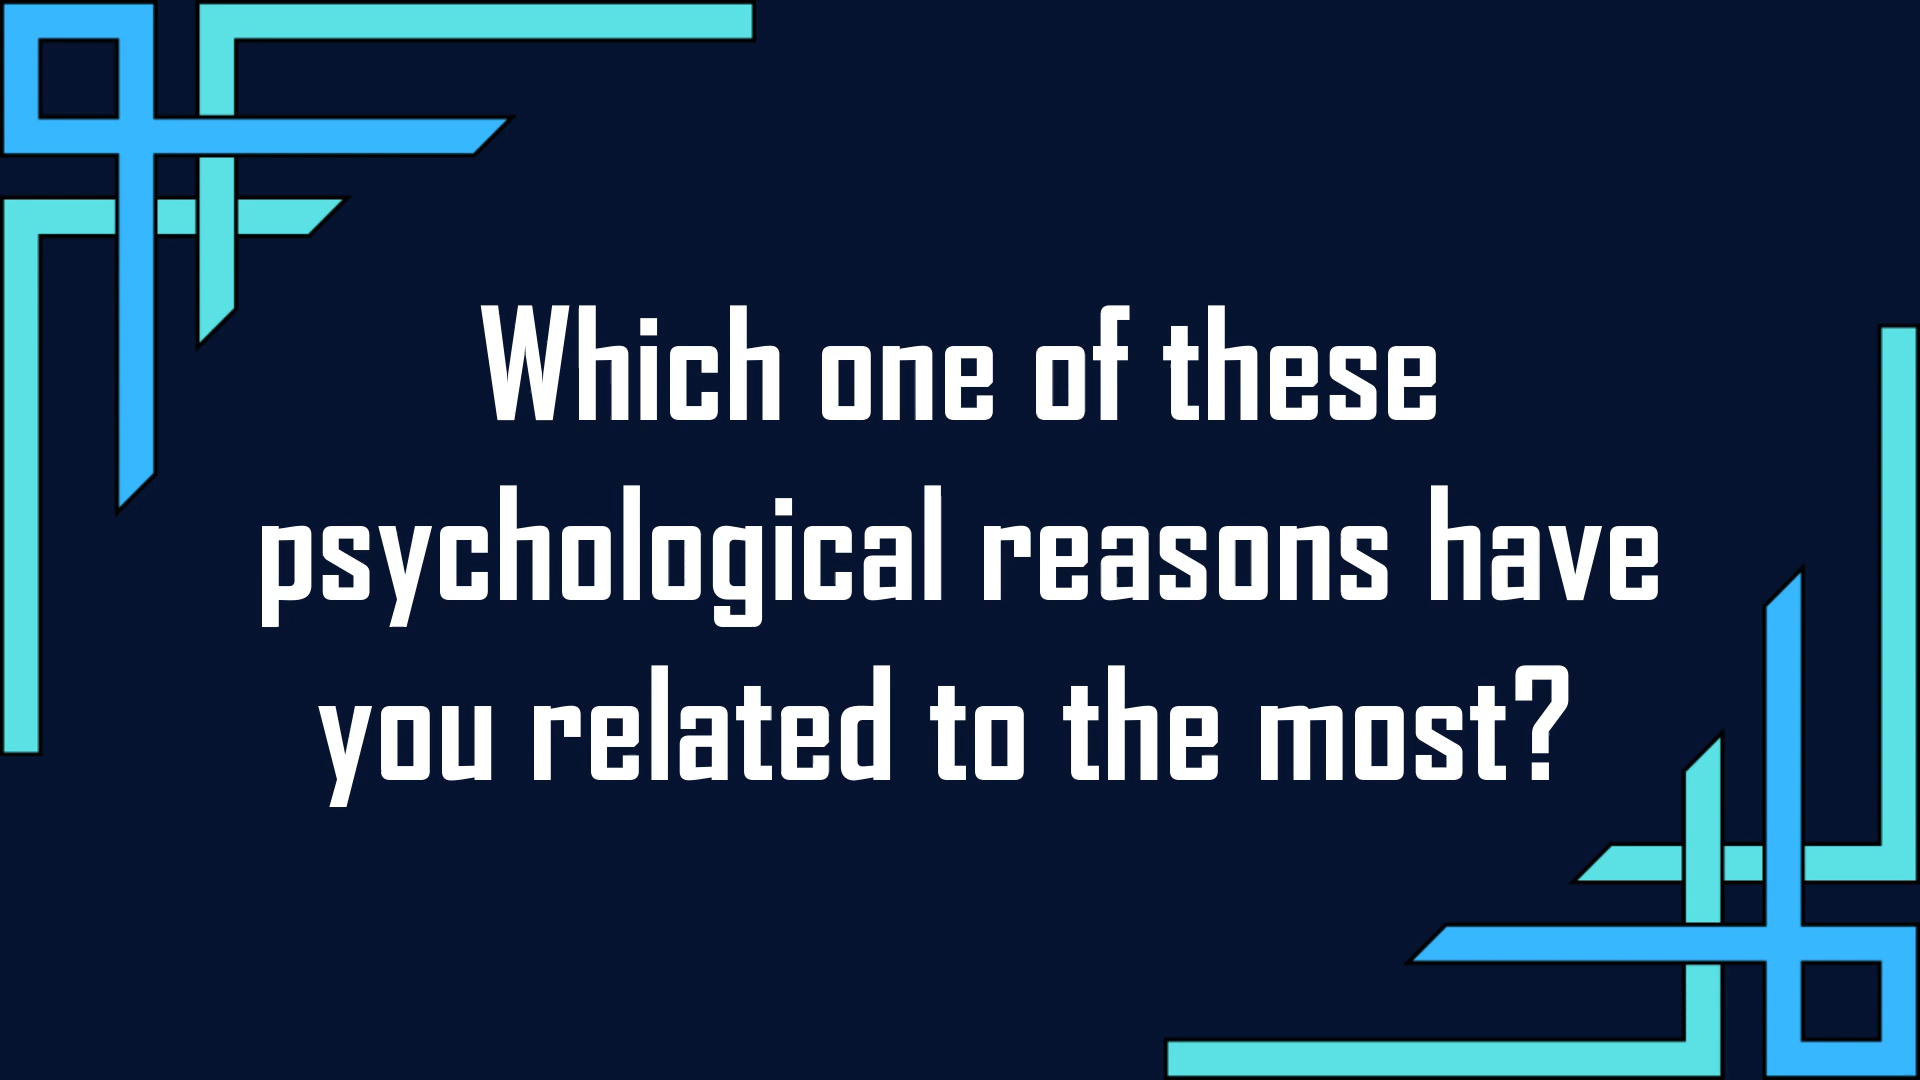 Which one of these
psychological reasons have
you related to the most?